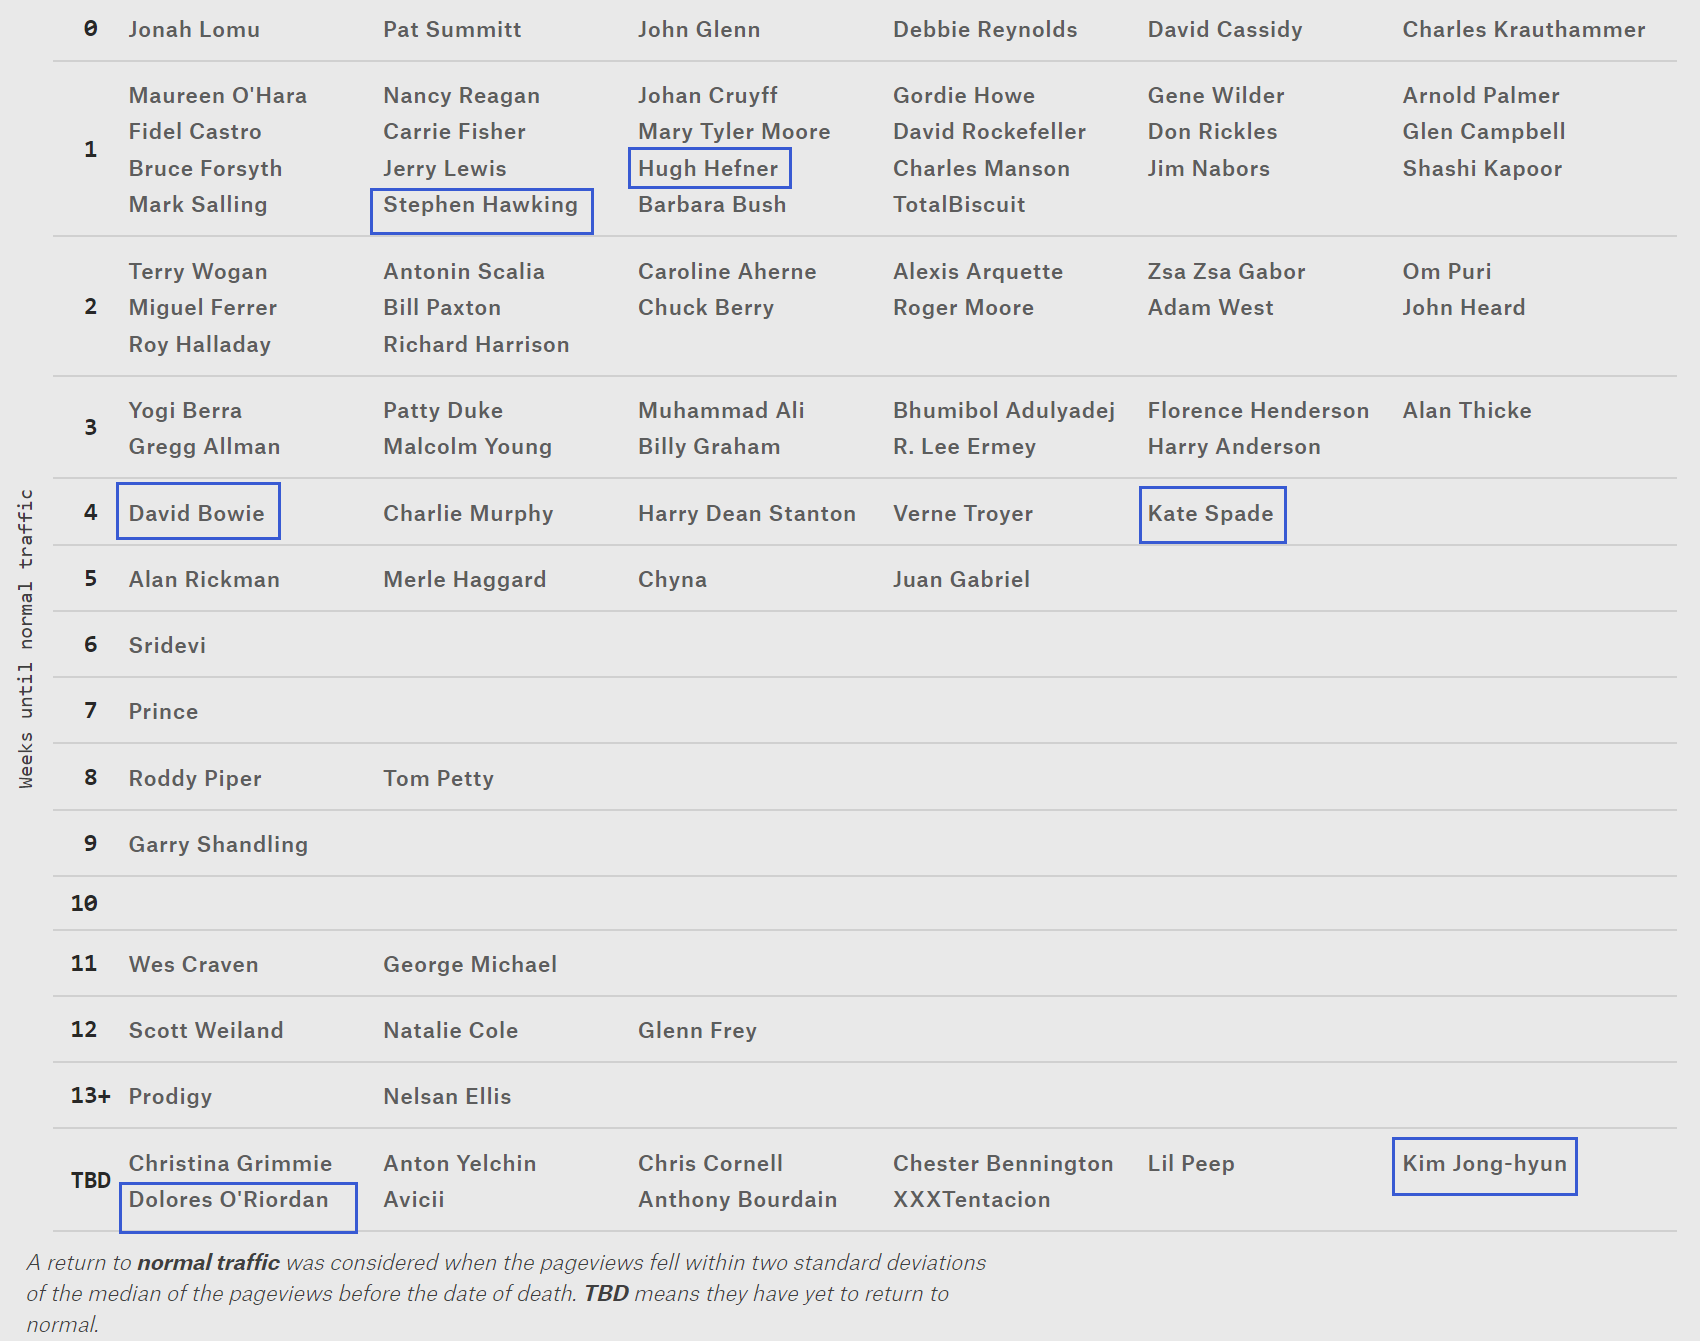 0 Jonah Lomu Pat Summitt John Glenn Debbie Reynolds David Cassidy Charles Krauthammer
Maureen O'Hara Nancy Reagan Johan Cruyff Gordie Howe Gene Wilder Arnold Palmer
Fidel Castro Carrie Fisher Mary Tyler Moore David Rockefeller Don Rickles Glen Campbell
1
Bruce Forsyth Jerry Lewis Hugh Hefner Charles Manson Jim Nabors Shashi Kapoor
Mark Salling Stephen Hawking Barbara Bush TotalBiscuit
Terry Wogan Antonin Scalia Caroline Aherne Alexis Arquette Zsa Zsa Gabor Om Puri
2 Miguel Ferrer Bill Paxton Chuck Berry Roger Moore Adam West John Heard
Roy Halladay Richard Harrison
Yogi Berra Patty Duke Muhammad Ali Bhumibol Adulyadej Florence Henderson Alan Thicke
3
Gregg Allman Malcolm Young Billy Graham R. Lee Ermey Harry Anderson
4 David Bowie Charlie Murphy Harry Dean Stanton Verne Troyer Kate Spade
5 Alan Rickman Merle Haggard Chyna Juan Gabriel
6 Sridevi
Weeks until normal traffic
7 Prince
8 Roddy Piper Tom Petty
9 Garry Shandling
10
11 Wes Craven George Michael
12 Scott Weiland Natalie Cole Glenn Frey
13+ Prodigy Nelsan Ellis
Christina Grimmie Anton Yelchin Chris Cornell Chester Bennington Lil Peep Kim Jong-hyun
TBD
Dolores O'Riordan Avicii Anthony Bourdain XXXTentacion
A return to normal traffic was considered when the pageviews fell within two standard deviations
of the median of the pageviews before the date of death. TBD means they have yet to return to
normal.